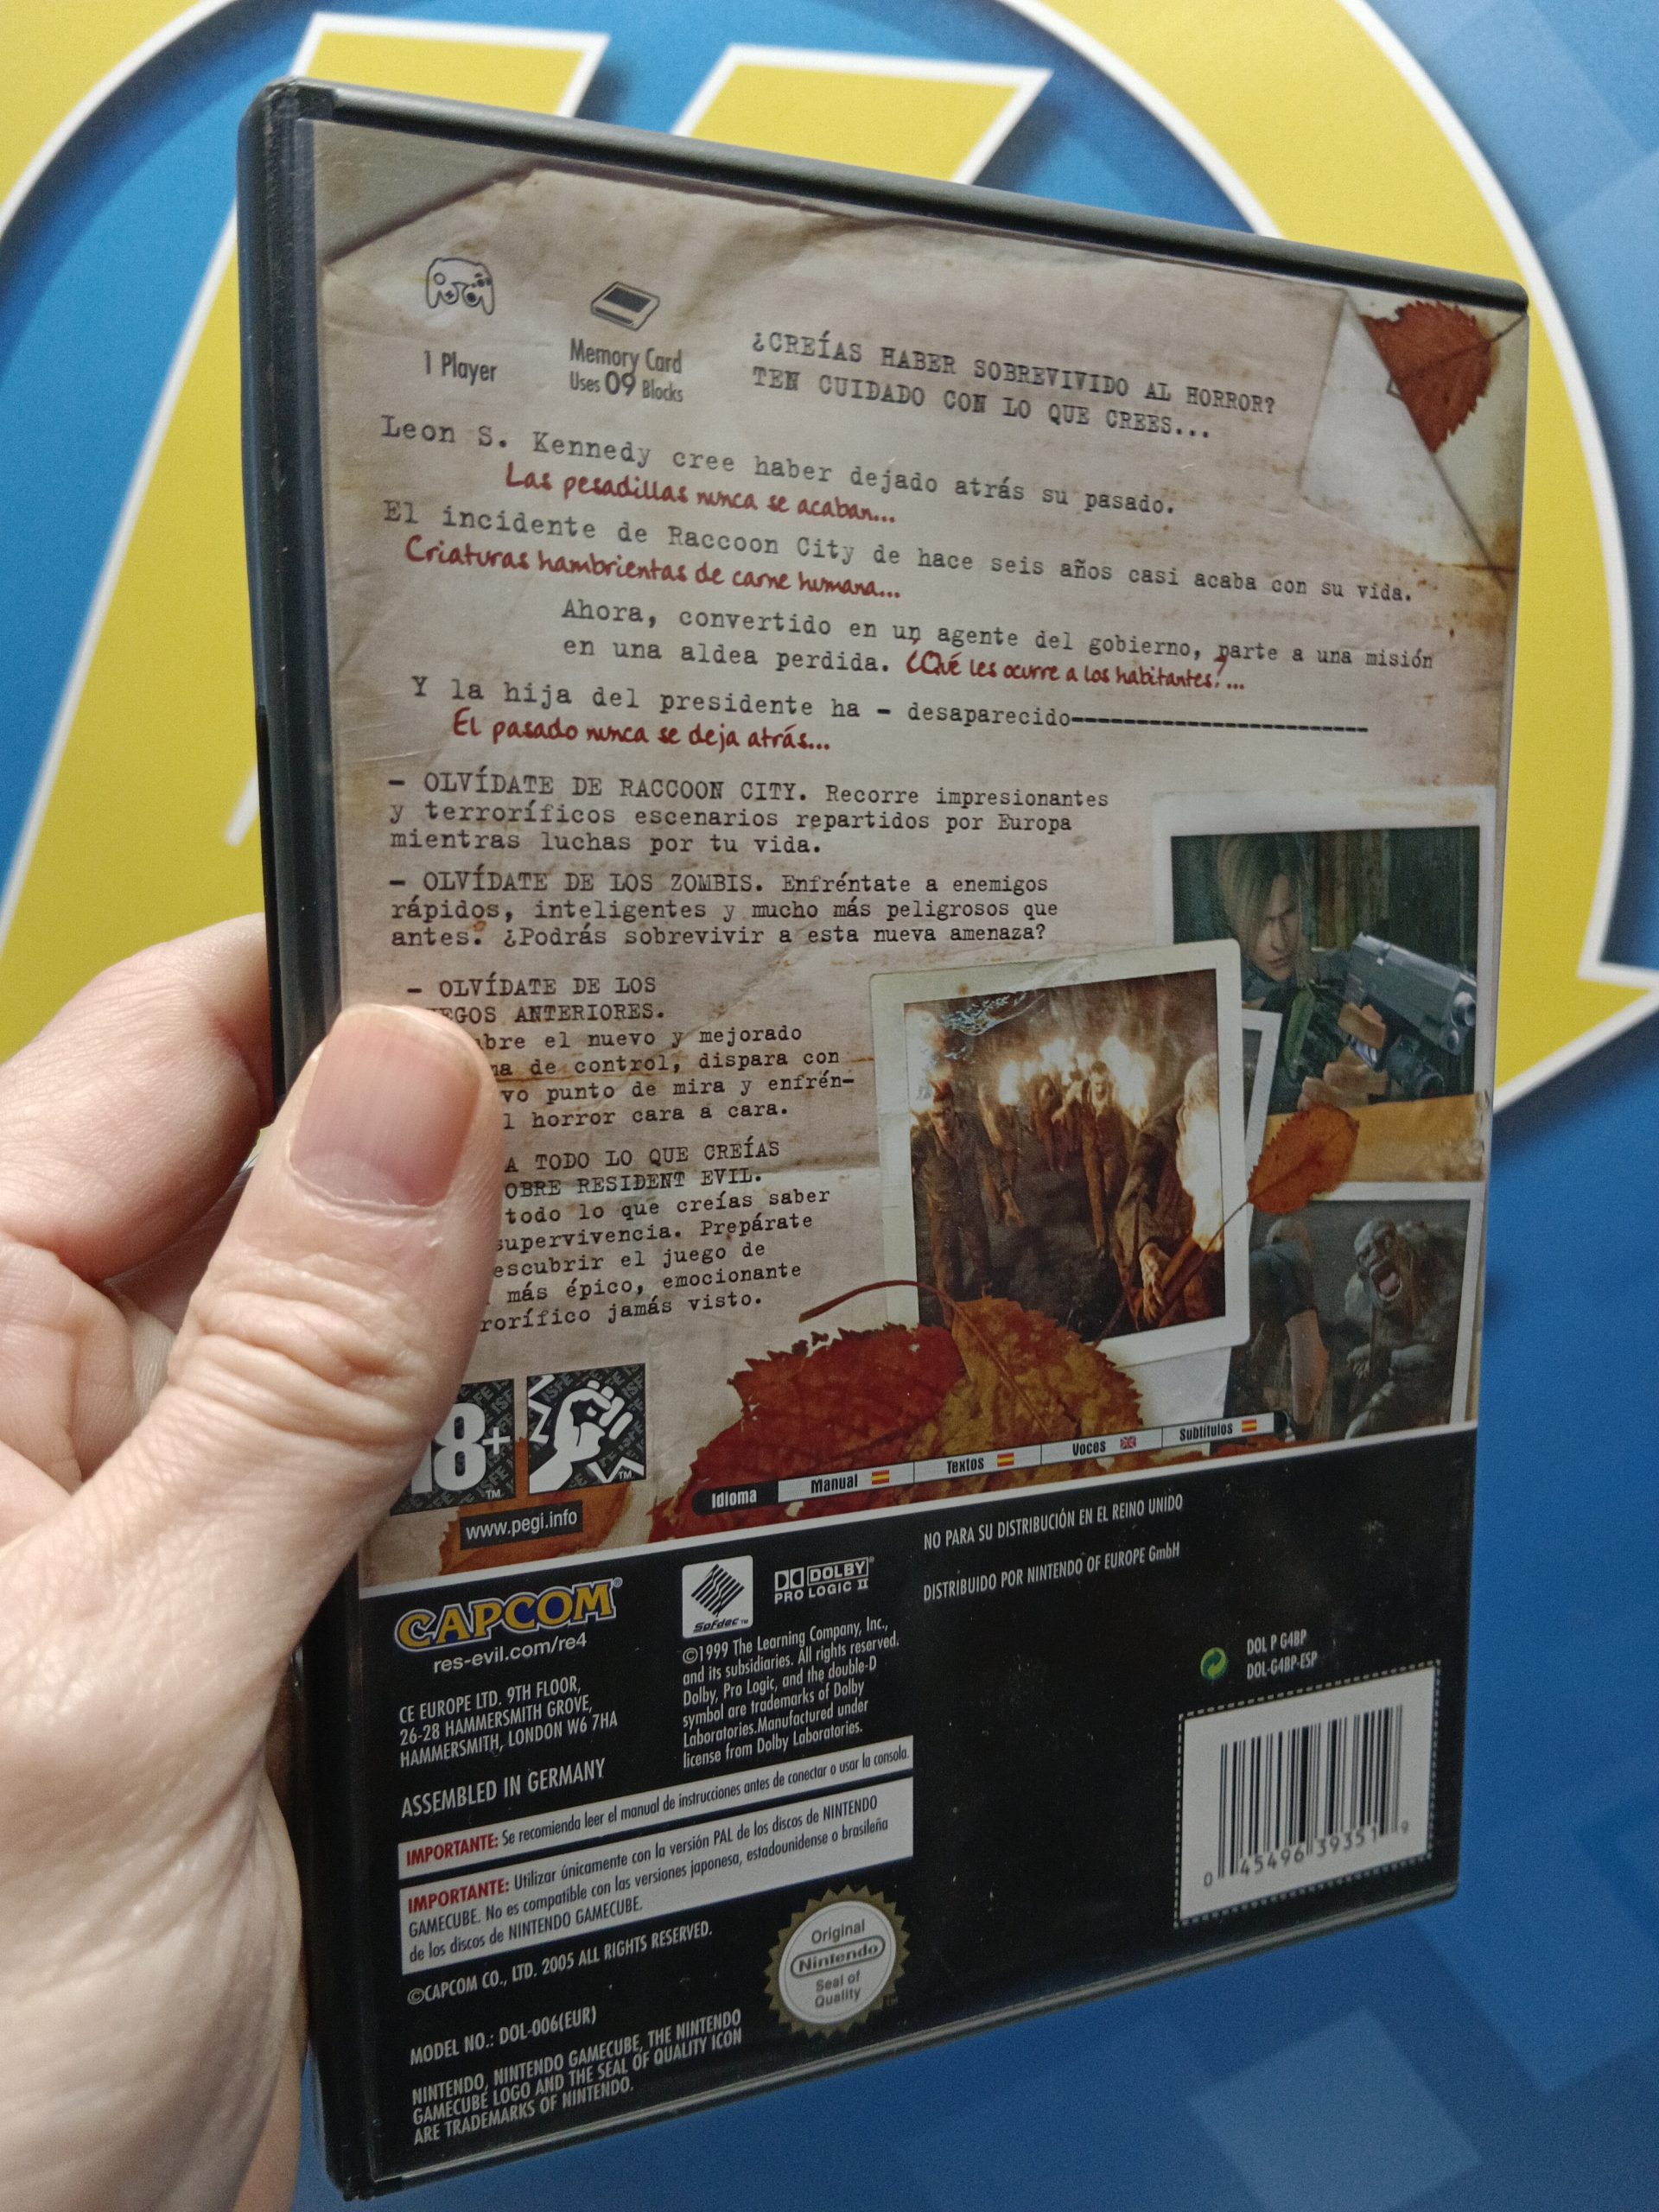 1 Player
Memory Card
Uses 09 Blocks
¿CREÍAS HABER SOBREVIVIDO AL HORROR?
TEN CUIDADO CON LO QUE CREES...
Leon S. Kennedy cree haber dejado atrás su pasado.
Las pesadillas nunca se acaban...
El incidente de Raccoon City de hace seis años casi acaba con su vida.
Criaturas hambrientas de carne humana...
Ahora, convertido en un agente del gobierno, parte a una misión
en una aldea perdida. ¿Qué les ocurre a los habitantes?...
Y la hija del presidente ha - desaparecido-----------------------
El pasado nunca se deja atrás...
- OLVÍDATE DE RACCOON CITY. Recorre impresionantes
y terroríficos escenarios repartidos por Europa
mientras luchas por tu vida.
- OLVÍDATE DE LOS ZOMBIS. Enfréntate a enemigos
rápidos, inteligentes y mucho más peligrosos que
antes. ¿Podrás sobrevivir a esta nueva amenaza?
- OLVÍDATE DE LOS
EGOS ANTERIORES.
bre el nuevo y mejorado
ma de control, dispara con
vo punto de mira y enfrén-
l horror cara a cara.
A TODO LO QUE CREÍAS
OBRE RESIDENT EVIL.
todo lo que creías saber
supervivencia. Prepárate
escubrir el juego de
más épico, emocionante
rorífico jamás visto.
18+
www.pegi.info
Idioma Manual Textos Voces Subtítulos
CAPCOM
res-evil.com/re4
CE EUROPE LTD. 9TH FLOOR,
26-28 HAMMERSMITH GROVE,
HAMMERSMITH, LONDON W6 7HA
ASSEMBLED IN GERMANY
Sofdec™
DOLBY®
PRO LOGIC II
©1999 The Learning Company, Inc.,
and its subsidiaries. All rights reserved.
Dolby, Pro Logic, and the double-D
symbol are trademarks of Dolby
Laboratories.Manufactured under
license from Dolby Laboratories.
NO PARA SU DISTRIBUCIÓN EN EL REINO UNIDO
DISTRIBUIDO POR NINTENDO OF EUROPE GmbH
DOL P G4BP
DOL-G4BP-ESP
0 45496 39351 9
IMPORTANTE: Se recomienda leer el manual de instrucciones antes de conectar o usar la consola.
IMPORTANTE: Utilizar únicamente con la versión PAL de los discos de NINTENDO
GAMECUBE. No es compatible con las versiones japonesa, estadounidense o brasileña
de los discos de NINTENDO GAMECUBE.
©CAPCOM CO., LTD. 2005 ALL RIGHTS RESERVED.
MODEL NO.: DOL-006(EUR)
NINTENDO, NINTENDO GAMECUBE, THE NINTENDO
GAMECUBE LOGO AND THE SEAL OF QUALITY ICON
ARE TRADEMARKS OF NINTENDO.
Original
Nintendo
Seal of
Quality